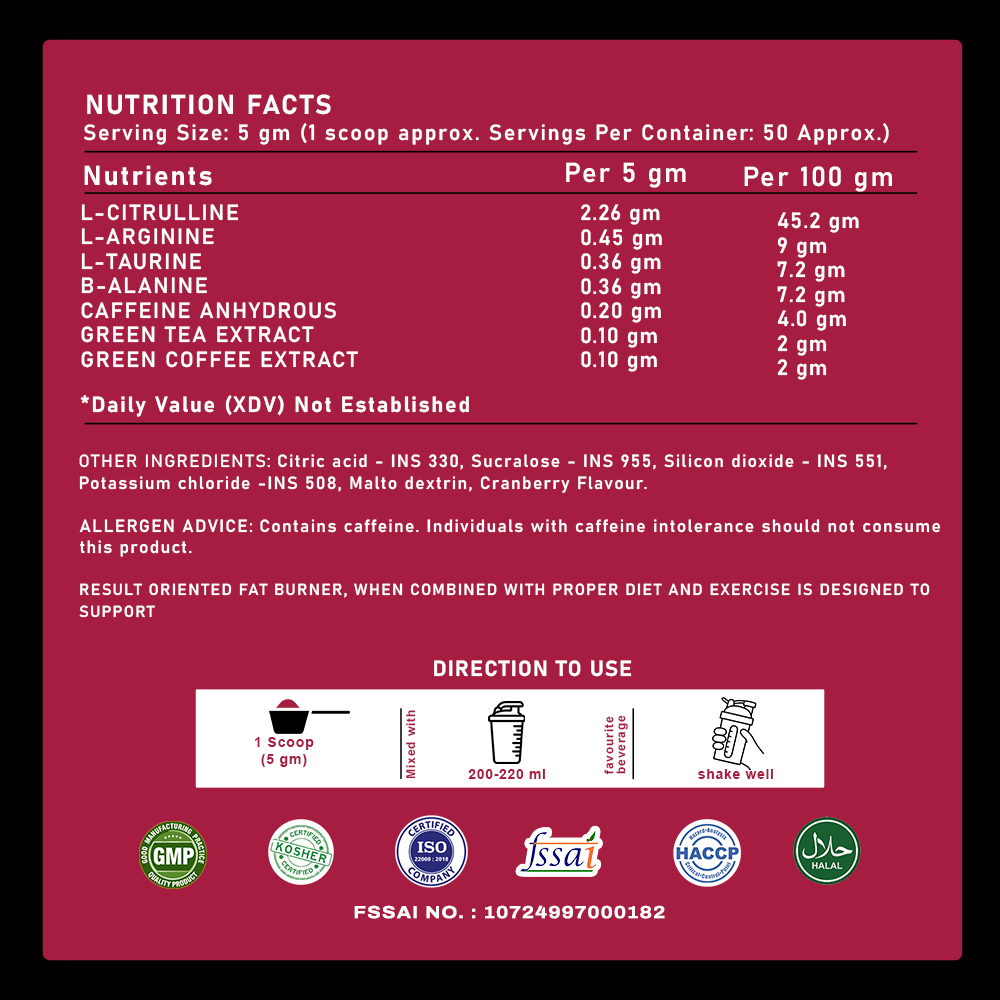 NUTRITION FACTS
Serving Size: 5 gm (1 scoop approx. Servings Per Container: 50 Approx.)
Nutrients Per 5 gm Per 100 gm
L-CITRULLINE 2.26 gm 45.2 gm
L-ARGININE 0.45 gm 9 gm
L-TAURINE 0.36 gm 7.2 gm
B-ALANINE 0.36 gm 7.2 gm
CAFFEINE ANHYDROUS 0.20 gm 4.0 gm
GREEN TEA EXTRACT 0.10 gm 2 gm
GREEN COFFEE EXTRACT 0.10 gm 2 gm
*Daily Value (XDV) Not Established
OTHER INGREDIENTS: Citric acid - INS 330, Sucralose - INS 955, Silicon dioxide - INS 551,
Potassium chloride -INS 508, Malto dextrin, Cranberry Flavour.
ALLERGEN ADVICE: Contains caffeine. Individuals with caffeine intolerance should not consume
this product.
RESULT ORIENTED FAT BURNER, WHEN COMBINED WITH PROPER DIET AND EXERCISE IS DESIGNED TO
SUPPORT
DIRECTION TO USE
1 Scoop
(5 gm)
Mixed with
200-220 ml
favourite
beverage
shake well
GOOD MANUFACTURING PRACTICE
GMP
QUALITY PRODUCT
CERTIFIED
KOSHER
CERTIFIED
CERTIFIED
ISO
22000 : 2018
COMPANY
fssai
Hazard-Analysis
HACCP
Critical-Control-Points
حلال
HALAL
FSSAI NO. : 10724997000182